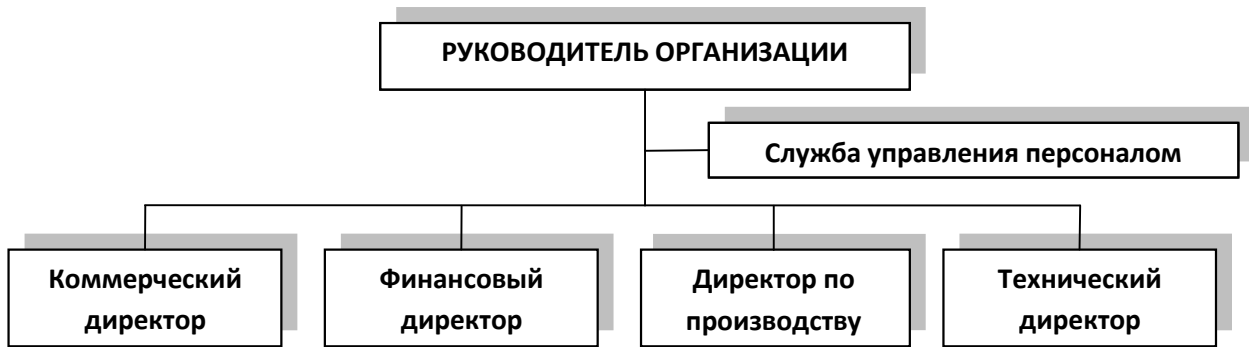 РУКОВОДИТЕЛЬ ОРГАНИЗАЦИИ
Служба управления персоналом
Коммерческий
директор
Финансовый
директор
Директор по
производству
Технический
директор